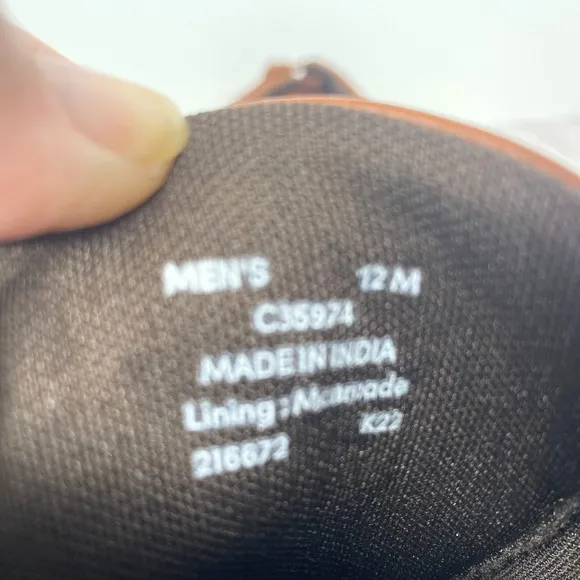 MEN'S 12 M
C35974
MADE IN INDIA
Lining : Manmade
K22
216672